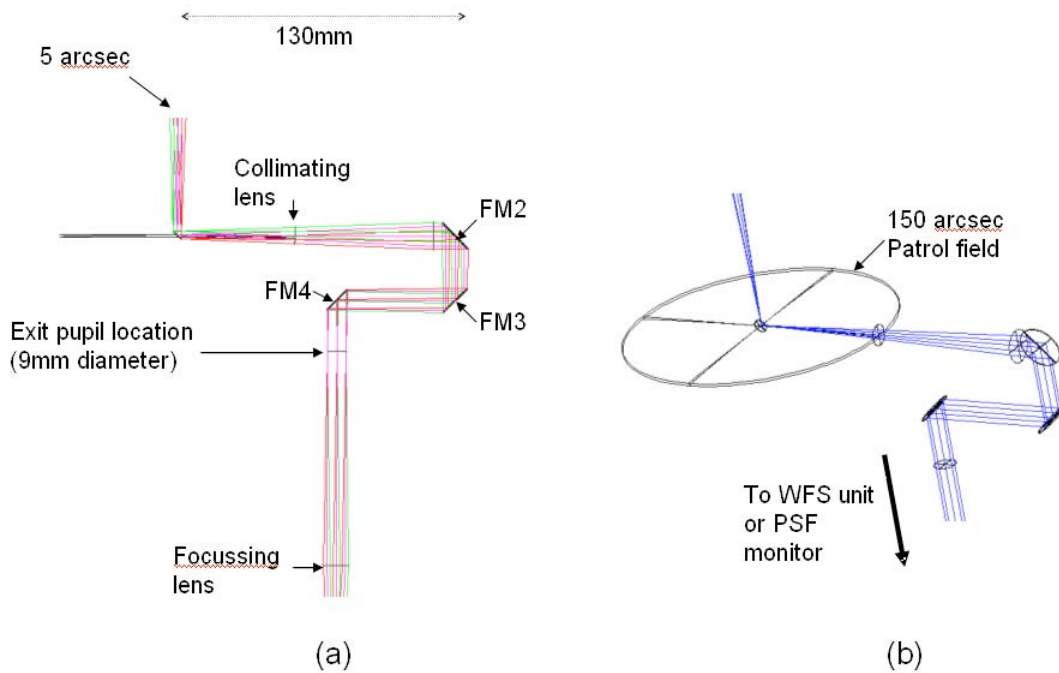 130mm
5 arcsec
Collimating
lens
FM2
FM4
FM3
Exit pupil location
(9mm diameter)
Focussing
lens
(a)
150 arcsec
Patrol field
To WFS unit
or PSF
monitor
(b)